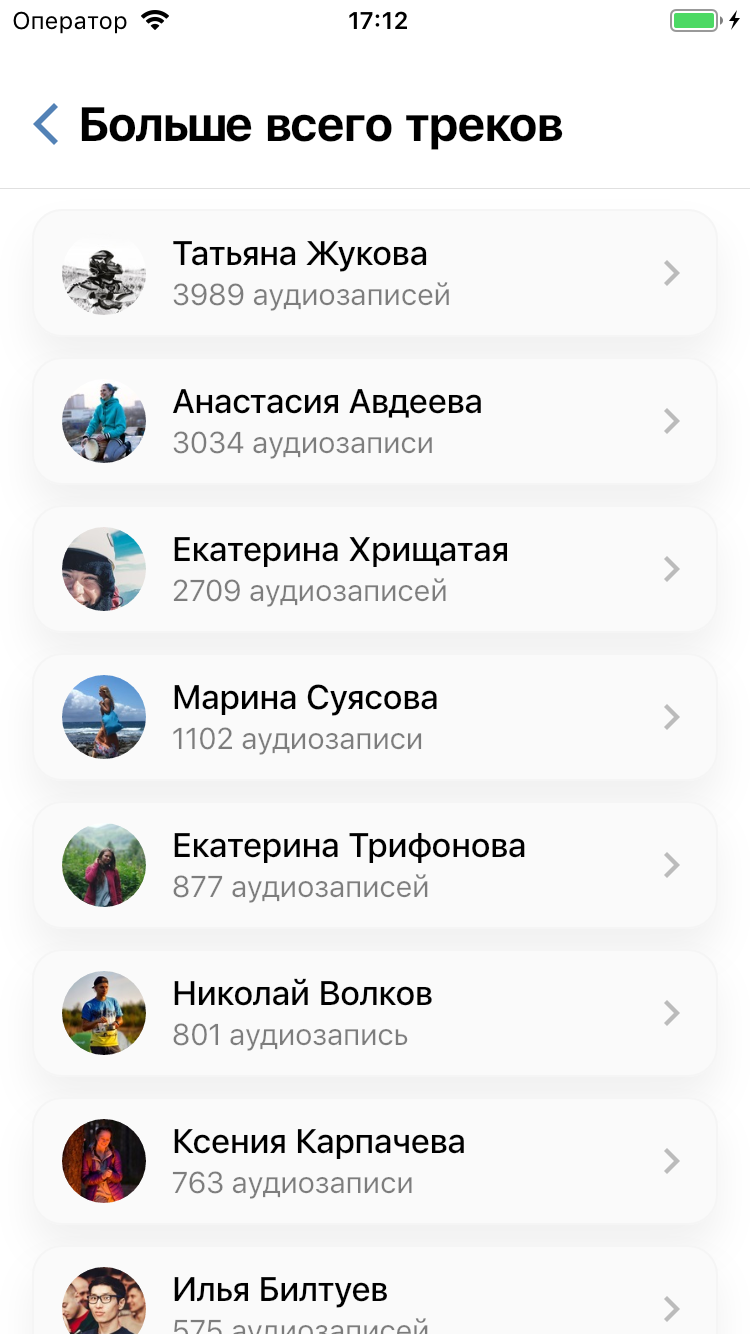 Оператор 17:12
Больше всего треков
Татьяна Жукова
3989 аудиозаписей
Анастасия Авдеева
3034 аудиозаписи
Екатерина Хрищатая
2709 аудиозаписей
Марина Суясова
1102 аудиозаписи
Екатерина Трифонова
877 аудиозаписей
Николай Волков
801 аудиозапись
Ксения Карпачева
763 аудиозаписи
Илья Билтуев
575 аудиозаписей